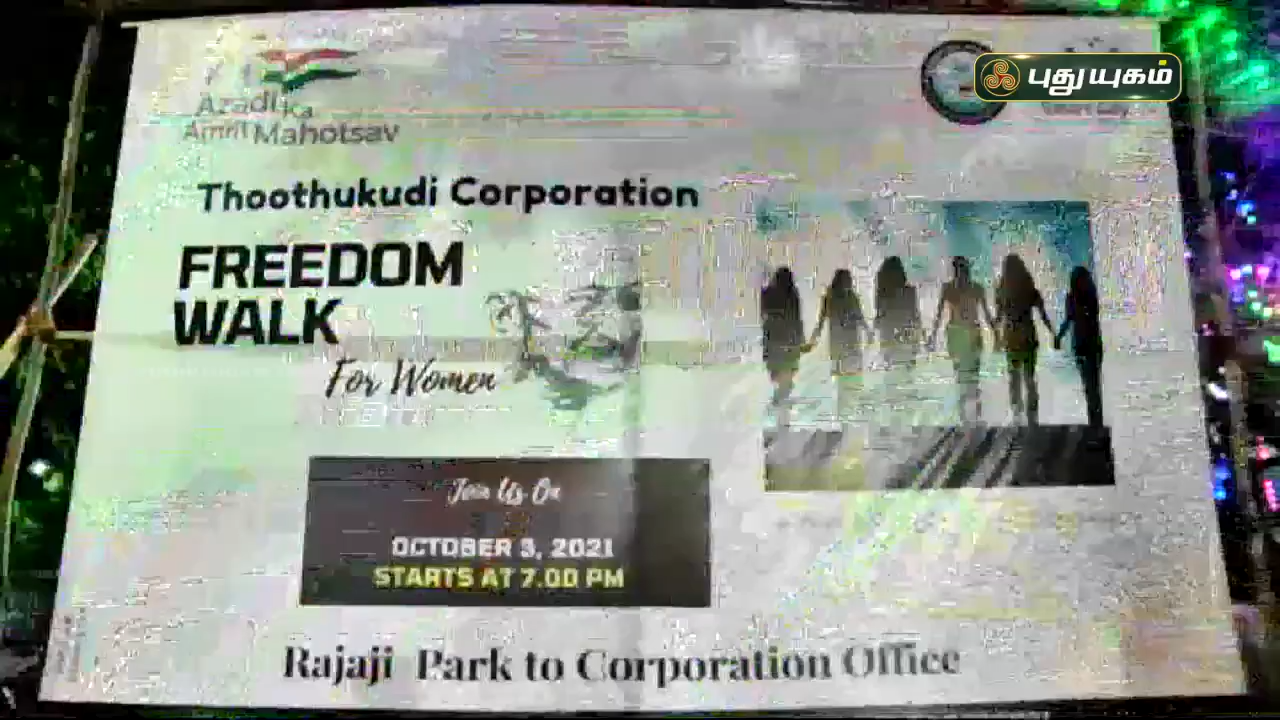 Azadi Ka
Amrit Mahotsav
புதுயுகம்
Thoothukudi Corporation
FREEDOM
WALK
For Women
Join Us On
OCTOBER 3, 2021
STARTS AT 7.00 PM
Rajaji Park to Corporation Office